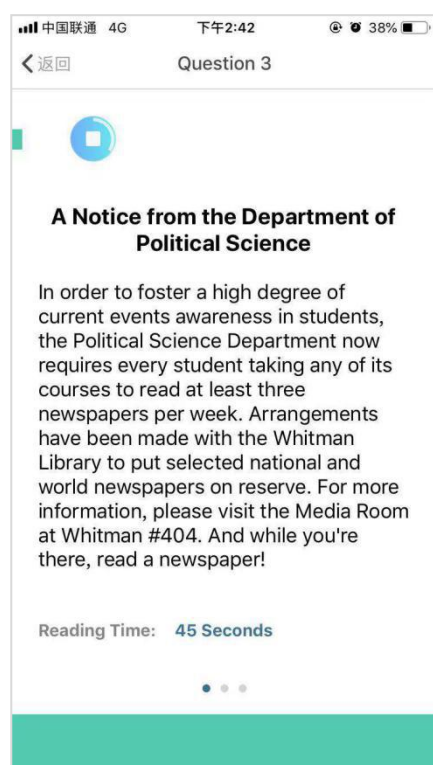 中国联通 4G 下午2:42 38%
返回 Question 3
A Notice from the Department of
Political Science
In order to foster a high degree of
current events awareness in students,
the Political Science Department now
requires every student taking any of its
courses to read at least three
newspapers per week. Arrangements
have been made with the Whitman
Library to put selected national and
world newspapers on reserve. For more
information, please visit the Media Room
at Whitman #404. And while you're
there, read a newspaper!
Reading Time: 45 Seconds